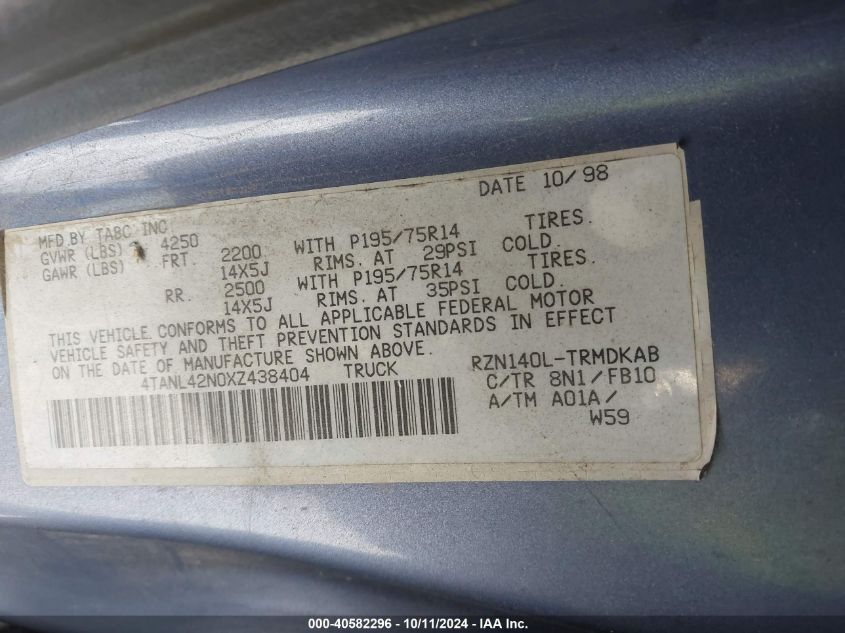 DATE 10/98
MFD.BY TABC INC.
GVWR (LBS) 4250
GAWR (LBS) FRT. 2200 WITH P195/75R14 TIRES.
14X5J RIMS. AT 29PSI COLD.
RR. 2500 WITH P195/75R14 TIRES.
14X5J RIMS. AT 35PSI COLD.
THIS VEHICLE CONFORMS TO ALL APPLICABLE FEDERAL MOTOR
VEHICLE SAFETY AND THEFT PREVENTION STANDARDS IN EFFECT
ON THE DATE OF MANUFACTURE SHOWN ABOVE.
4TANL42N0XZ438404 TRUCK RZN140L-TRMDKAB
C/TR 8N1/FB10
A/TM A01A/
W59
000-40582296 - 10/11/2024 - IAA Inc.